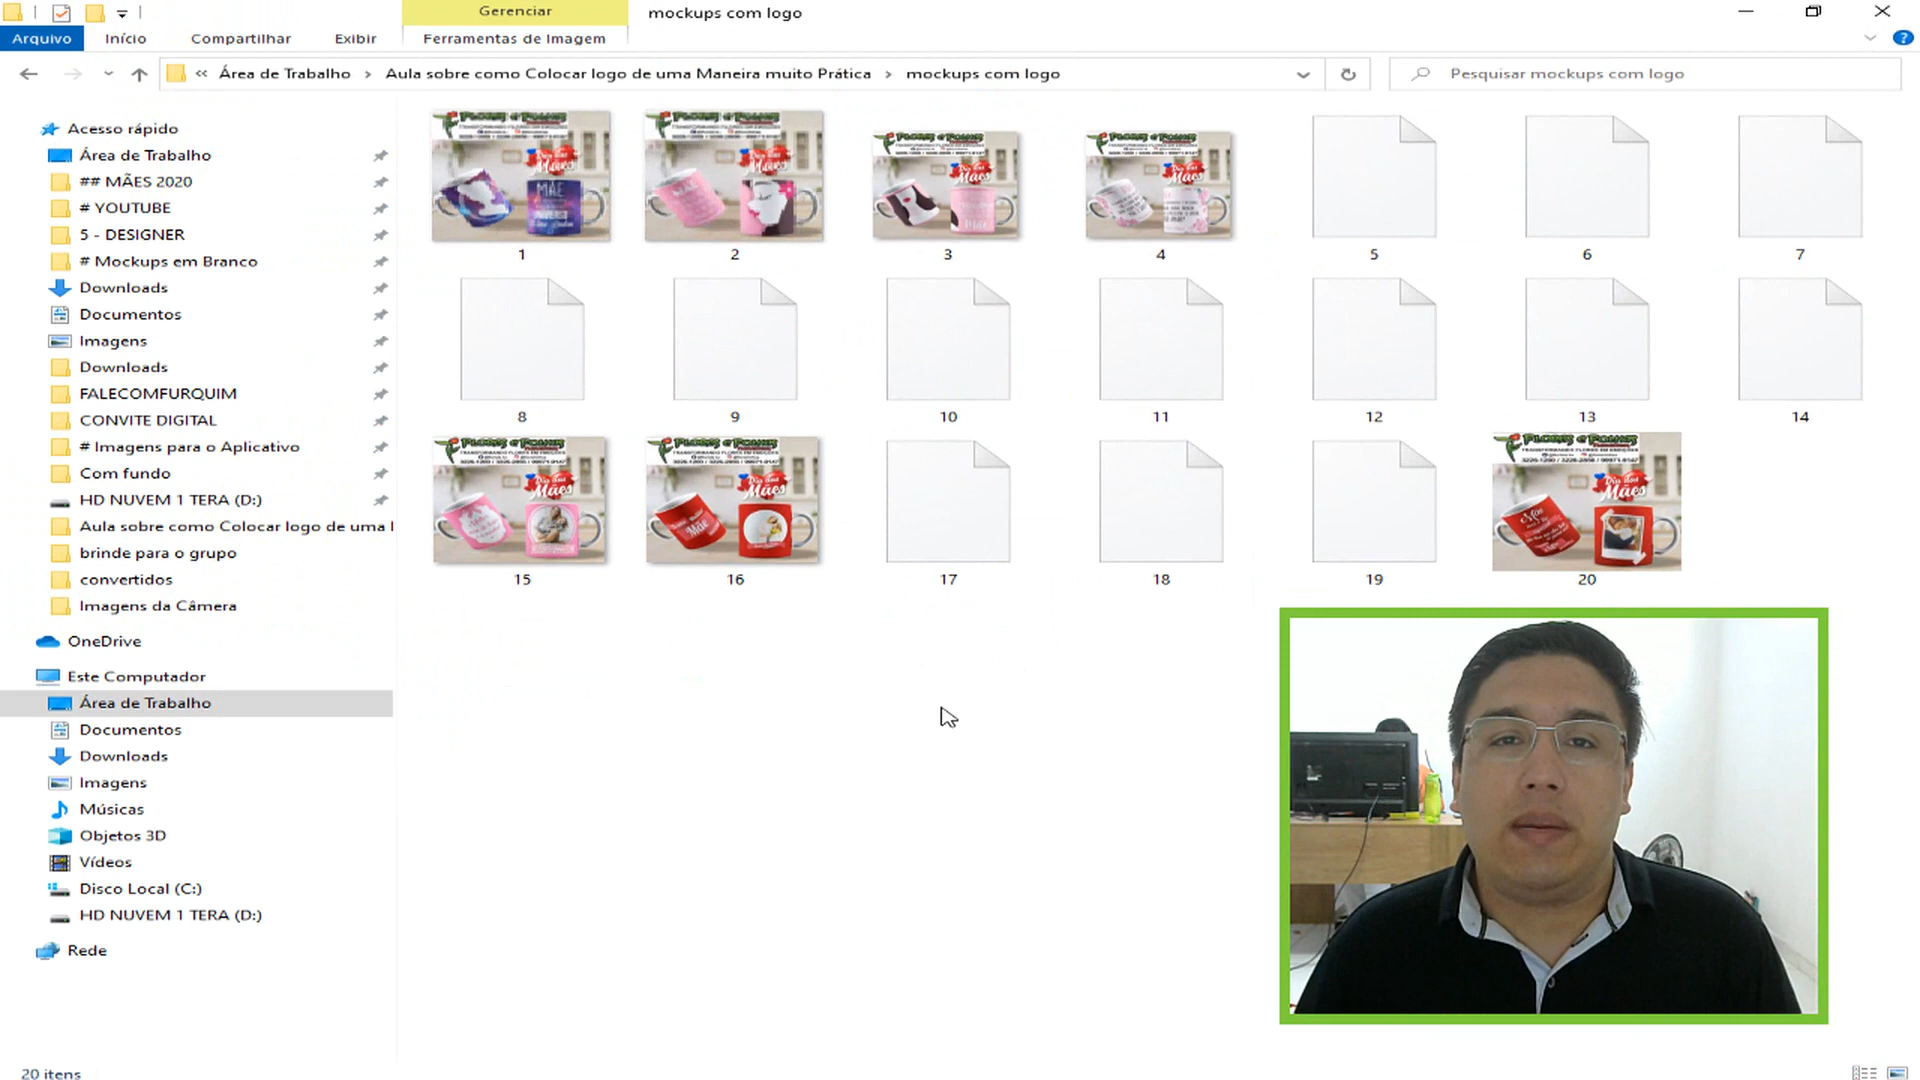 Gerenciar
mockups com logo
Arquivo
Início
Compartilhar
Exibir
Ferramentas de Imagem
« Área de Trabalho › Aula sobre como Colocar logo de uma Maneira muito Prática › mockups com logo
Pesquisar mockups com logo
Acesso rápido
Área de Trabalho
## MÃES 2020
# YOUTUBE
5 - DESIGNER
# Mockups em Branco
Downloads
Documentos
Imagens
Downloads
FALECOMFURQUIM
CONVITE DIGITAL
# Imagens para o Aplicativo
Com fundo
HD NUVEM 1 TERA (D:)
Aula sobre como Colocar logo de uma
brinde para o grupo
convertidos
Imagens da Câmera
OneDrive
Este Computador
Área de Trabalho
Documentos
Downloads
Imagens
Músicas
Objetos 3D
Vídeos
Disco Local (C:)
HD NUVEM 1 TERA (D:)
Rede
1 2 3 4 5 6 7
8 9 10 11 12 13 14
15 16 17 18 19 20
20 itens